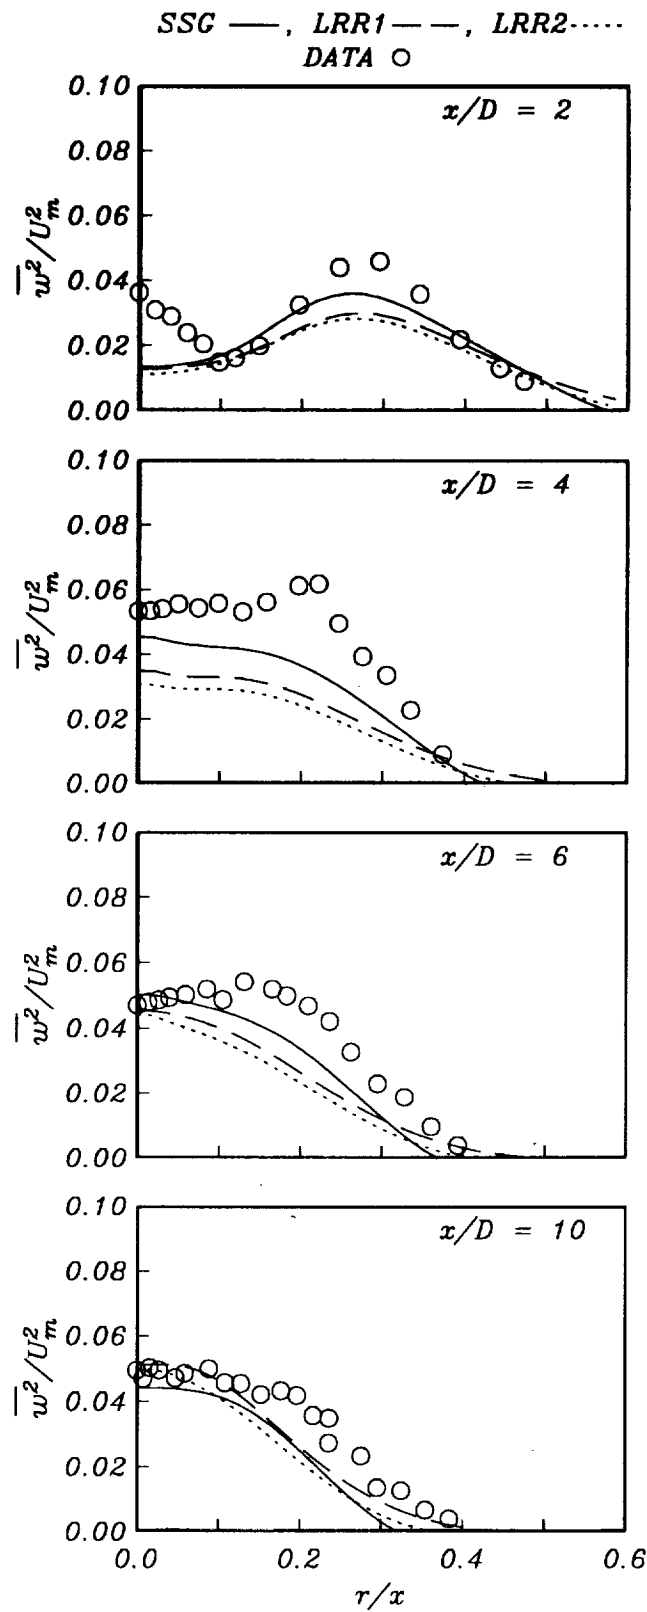 SSG ——, LRR1 — —, LRR2 ·····
DATA ○
0.10
x/D = 2
0.08
0.06
w̅²/U²ₘ
0.04
0.02
0.00
0.10
x/D = 4
0.08
0.06
w̅²/U²ₘ
0.04
0.02
0.00
0.10
x/D = 6
0.08
0.06
w̅²/U²ₘ
0.04
0.02
0.00
0.10
x/D = 10
0.08
0.06
w̅²/U²ₘ
0.04
0.02
0.00
0.0 0.2 0.4 0.6
r/x